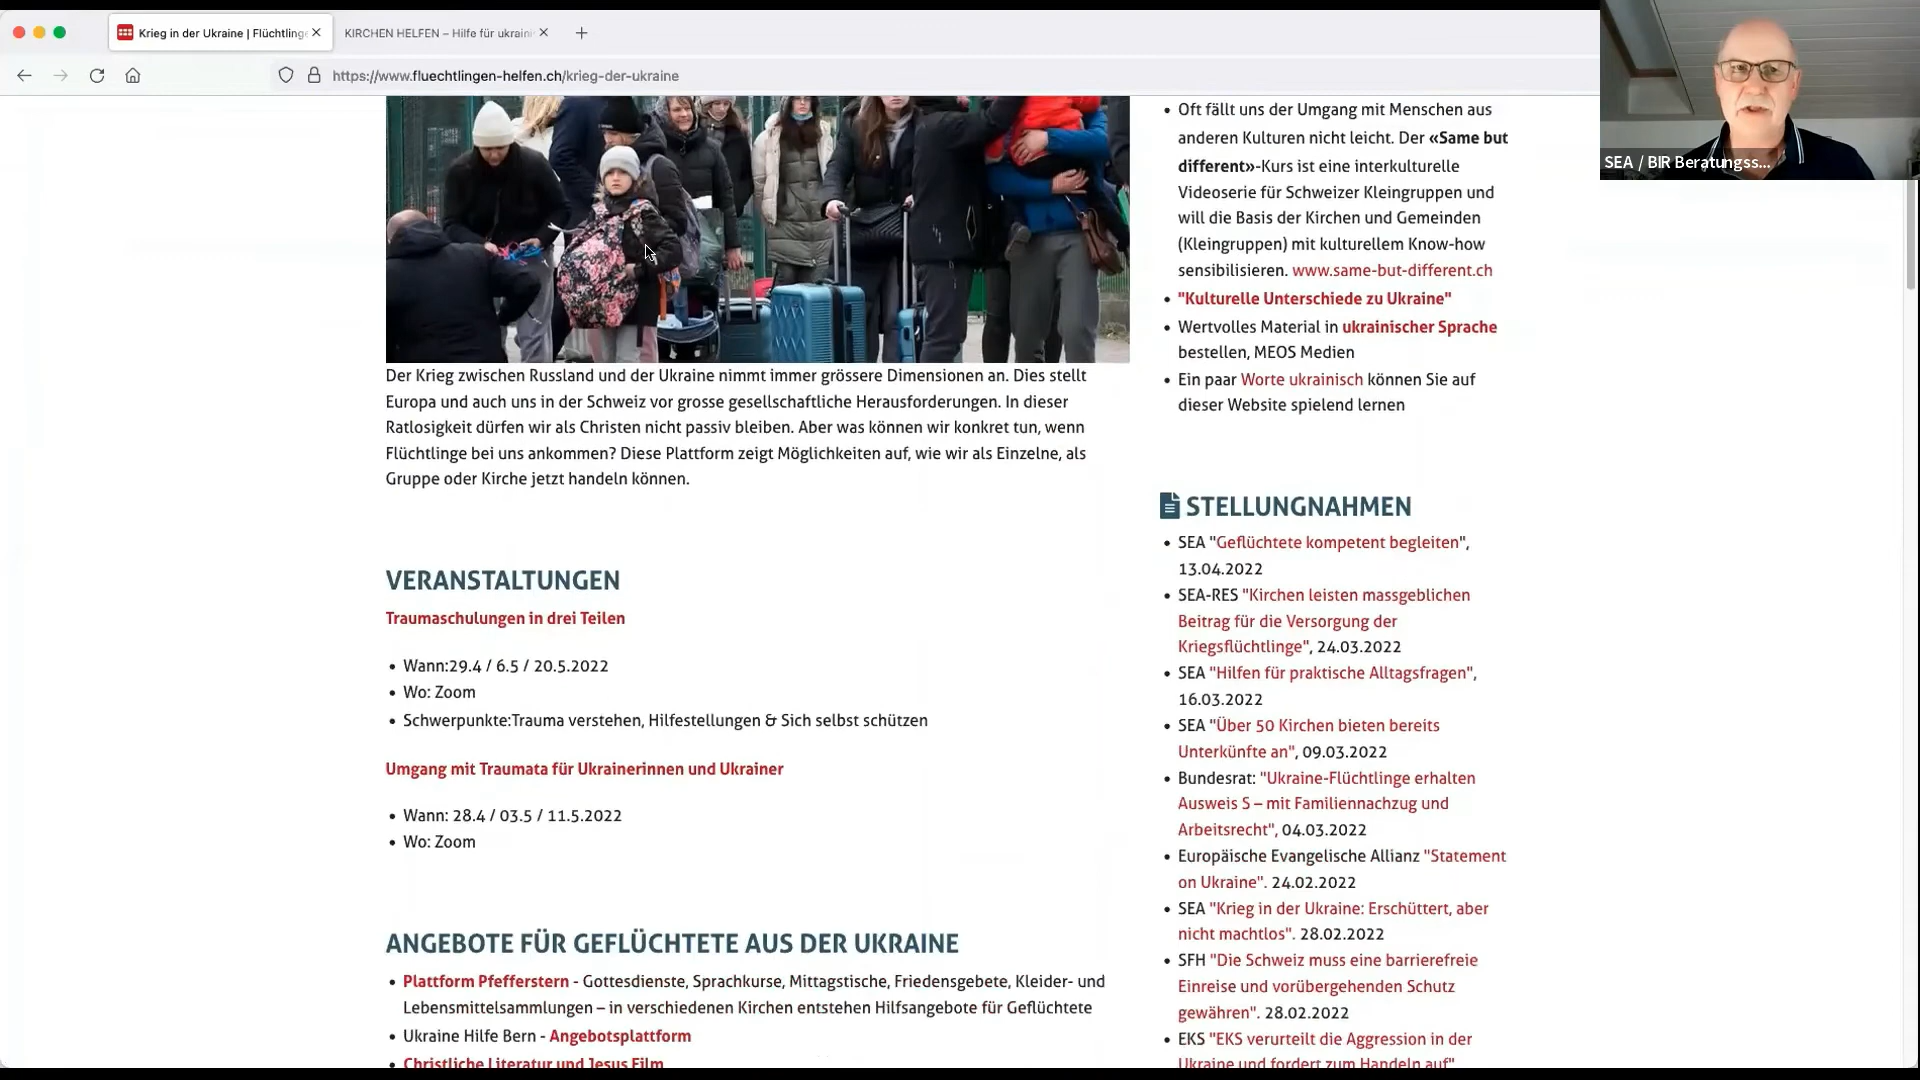 Krieg in der Ukraine | Flüchtling
KIRCHEN HELFEN – Hilfe für ukraini
https://www.fluechtlingen-helfen.ch/krieg-der-ukraine
SEA / BIR Beratungss...
Der Krieg zwischen Russland und der Ukraine nimmt immer grössere Dimensionen an. Dies stellt
Europa und auch uns in der Schweiz vor grosse gesellschaftliche Herausforderungen. In dieser
Ratlosigkeit dürfen wir als Christen nicht passiv bleiben. Aber was können wir konkret tun, wenn
Flüchtlinge bei uns ankommen? Diese Plattform zeigt Möglichkeiten auf, wie wir als Einzelne, als
Gruppe oder Kirche jetzt handeln können.
VERANSTALTUNGEN
Traumaschulungen in drei Teilen
• Wann:29.4 / 6.5 / 20.5.2022
• Wo: Zoom
• Schwerpunkte:Trauma verstehen, Hilfestellungen & Sich selbst schützen
Umgang mit Traumata für Ukrainerinnen und Ukrainer
• Wann: 28.4 / 03.5 / 11.5.2022
• Wo: Zoom
ANGEBOTE FÜR GEFLÜCHTETE AUS DER UKRAINE
• Plattform Pfefferstern - Gottesdienste, Sprachkurse, Mittagstische, Friedensgebete, Kleider- und
Lebensmittelsammlungen – in verschiedenen Kirchen entstehen Hilfsangebote für Geflüchtete
• Ukraine Hilfe Bern - Angebotsplattform
• Christliche Literatur und Jesus Film
• Oft fällt uns der Umgang mit Menschen aus
anderen Kulturen nicht leicht. Der «Same but
different»-Kurs ist eine interkulturelle
Videoserie für Schweizer Kleingruppen und
will die Basis der Kirchen und Gemeinden
(Kleingruppen) mit kulturellem Know-how
sensibilisieren. www.same-but-different.ch
• "Kulturelle Unterschiede zu Ukraine"
• Wertvolles Material in ukrainischer Sprache
bestellen, MEOS Medien
• Ein paar Worte ukrainisch können Sie auf
dieser Website spielend lernen
STELLUNGNAHMEN
• SEA "Geflüchtete kompetent begleiten",
13.04.2022
• SEA-RES "Kirchen leisten massgeblichen
Beitrag für die Versorgung der
Kriegsflüchtlinge", 24.03.2022
• SEA "Hilfen für praktische Alltagsfragen",
16.03.2022
• SEA "Über 50 Kirchen bieten bereits
Unterkünfte an", 09.03.2022
• Bundesrat: "Ukraine-Flüchtlinge erhalten
Ausweis S – mit Familiennachzug und
Arbeitsrecht", 04.03.2022
• Europäische Evangelische Allianz "Statement
on Ukraine". 24.02.2022
• SEA "Krieg in der Ukraine: Erschüttert, aber
nicht machtlos". 28.02.2022
• SFH "Die Schweiz muss eine barrierefreie
Einreise und vorübergehenden Schutz
gewähren". 28.02.2022
• EKS "EKS verurteilt die Aggression in der
Ukraine und fordert zum Handeln auf"